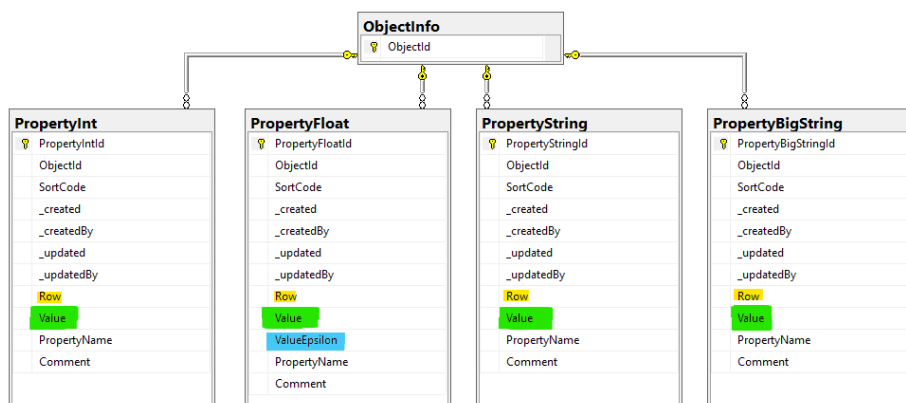 ObjectInfo
ObjectId
PropertyInt
PropertyIntId
ObjectId
SortCode
_created
_createdBy
_updated
_updatedBy
Row
Value
PropertyName
Comment
PropertyFloat
PropertyFloatId
ObjectId
SortCode
_created
_createdBy
_updated
_updatedBy
Row
Value
ValueEpsilon
PropertyName
Comment
PropertyString
PropertyStringId
ObjectId
SortCode
_created
_createdBy
_updated
_updatedBy
Row
Value
PropertyName
Comment
PropertyBigString
PropertyBigStringId
ObjectId
SortCode
_created
_createdBy
_updated
_updatedBy
Row
Value
PropertyName
Comment